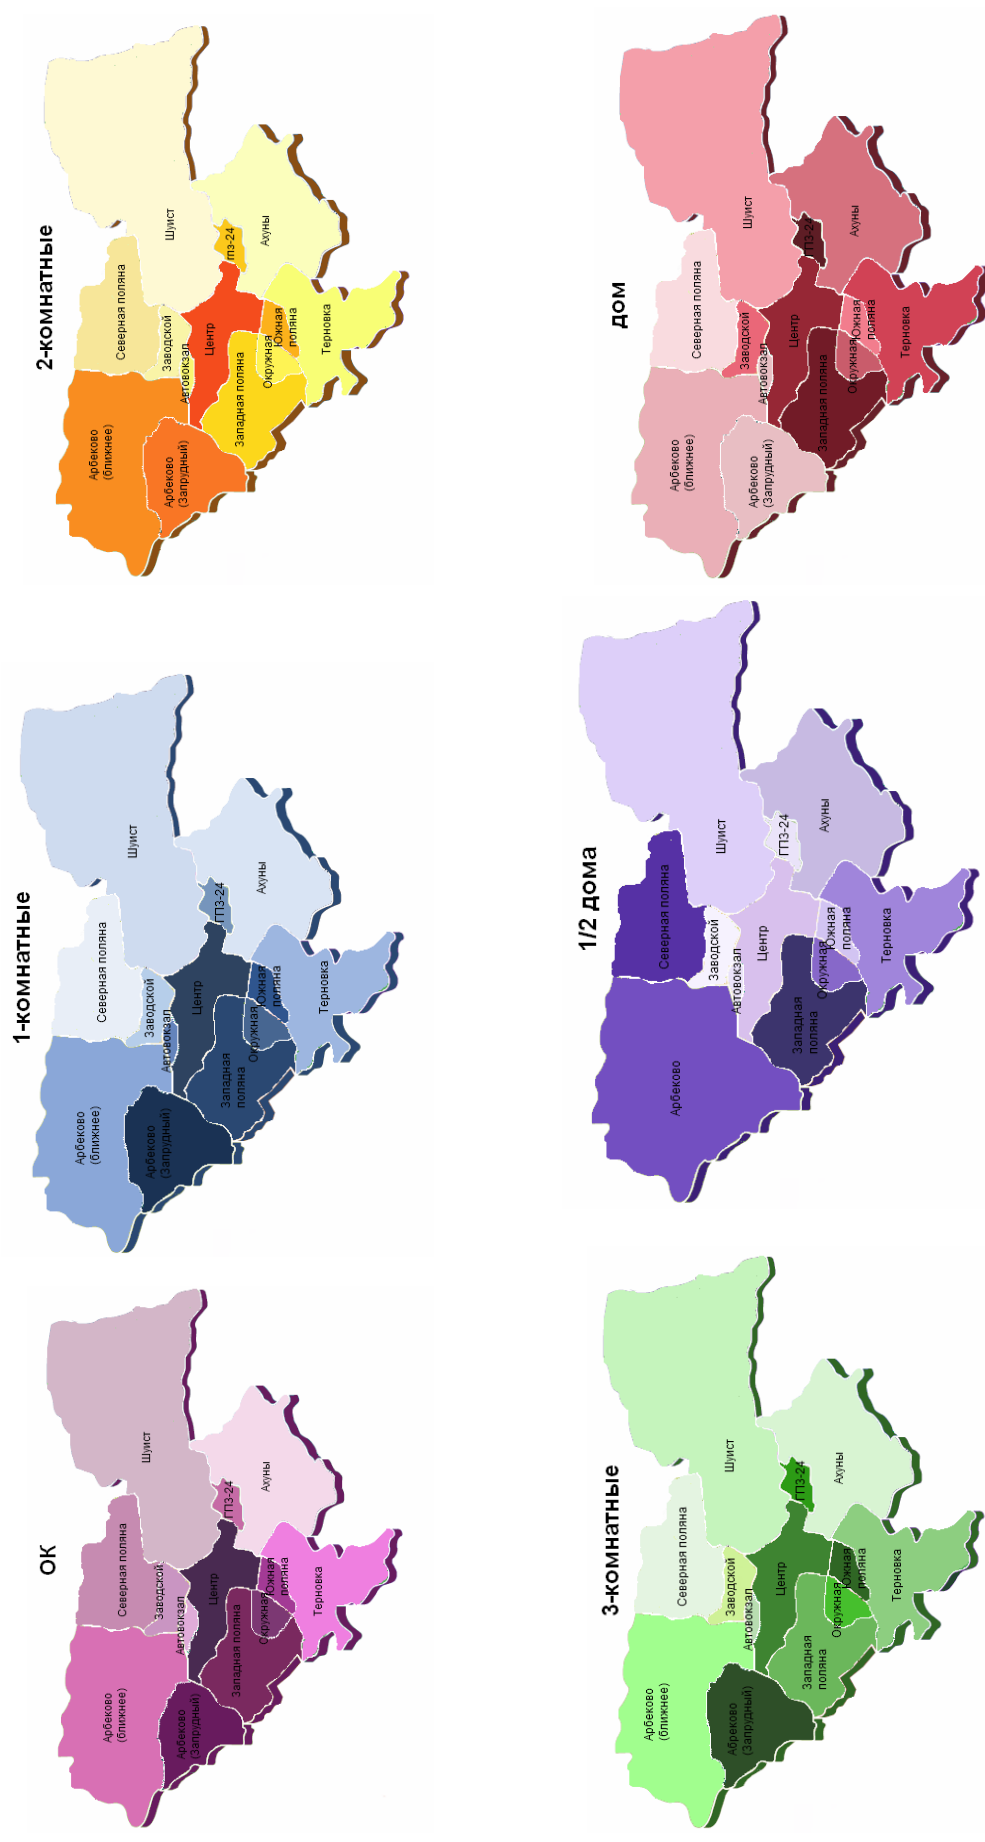 ОК
Арбеково
(ближнее)
Северная поляна
Шуист
Заводской
Автовокзал
Арбеково
(Запрудный)
Центр
ГПЗ-24
Западная поляна
Окружная
Южная
поляна
Ахуны
Терновка
1-комнатные
Арбеково
(ближнее)
Северная поляна
Шуист
Заводской
Автовокзал
Арбеково
(Запрудный)
Центр
ГПЗ-24
Западная
поляна
Окружная
Южная
поляна
Ахуны
Терновка
2-комнатные
Арбеково
(ближнее)
Северная поляна
Шуист
Заводской
Автовокзал
Арбеково
(Запрудный)
Центр
ГПЗ-24
Западная поляна
Окружная
Южная
поляна
Ахуны
Терновка
3-комнатные
Арбеково
(ближнее)
Северная поляна
Шуист
Заводской
Автовокзал
Абреково
(Запрудный)
Центр
ГПЗ-24
Западная
поляна
Окружная
Южная
поляна
Ахуны
Терновка
1/2 дома
Арбеково
Северная поляна
Шуист
Заводской
Автовокзал
Центр
ГПЗ-24
Западная
поляна
Окружная
Южная
поляна
Ахуны
Терновка
дом
Арбеково
(ближнее)
Северная поляна
Шуист
Заводской
Автовокзал
Арбеково
(Запрудный)
Центр
ГПЗ-24
Западная поляна
Окружная
Южная
поляна
Ахуны
Терновка